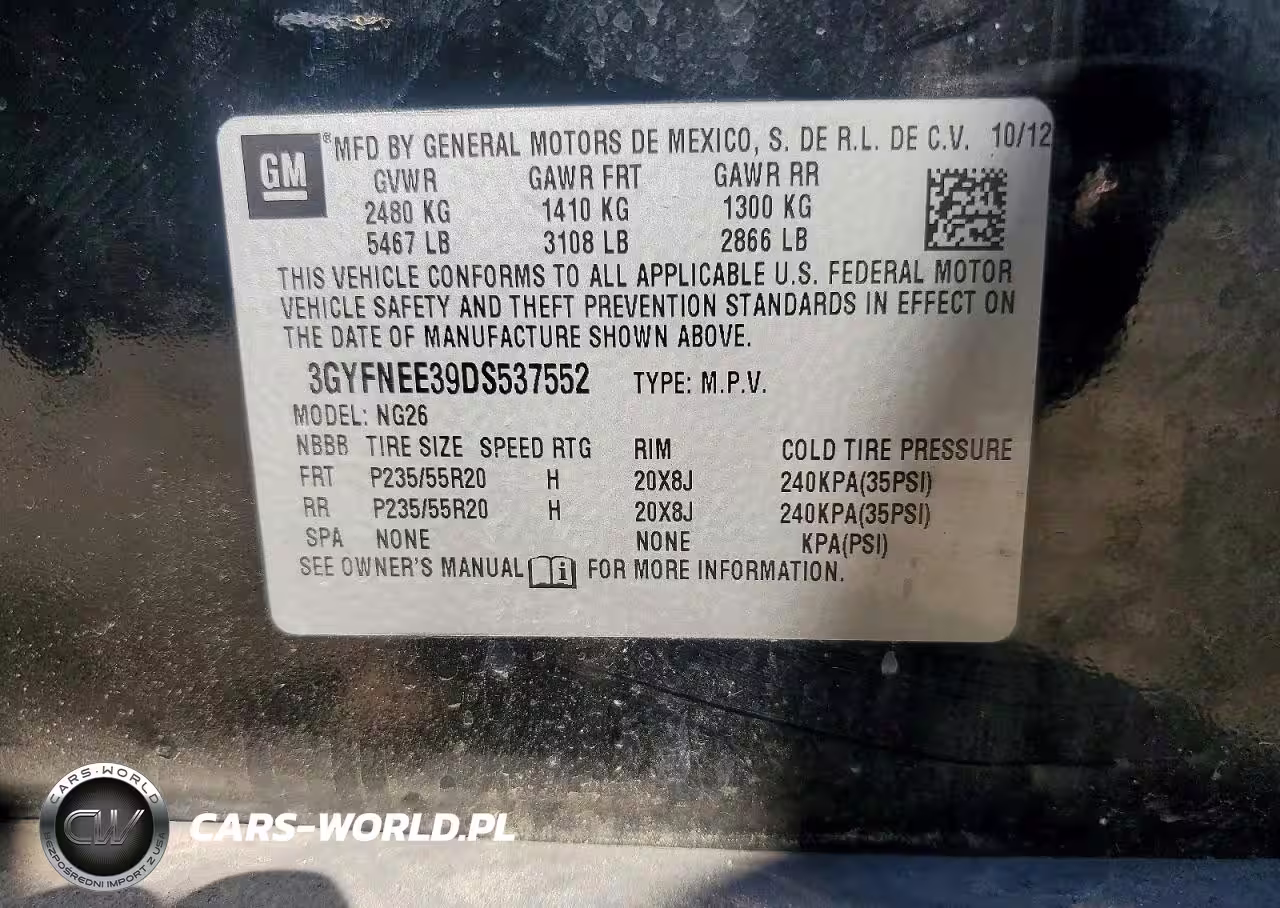 GM
® MFD BY GENERAL MOTORS DE MEXICO, S. DE R.L. DE C.V. 10/12
GVWR GAWR FRT GAWR RR
2480 KG 1410 KG 1300 KG
5467 LB 3108 LB 2866 LB
THIS VEHICLE CONFORMS TO ALL APPLICABLE U.S. FEDERAL MOTOR
VEHICLE SAFETY AND THEFT PREVENTION STANDARDS IN EFFECT ON
THE DATE OF MANUFACTURE SHOWN ABOVE.
3GYFNEE39DS537552 TYPE: M.P.V.
MODEL: NG26
NBBB TIRE SIZE SPEED RTG RIM COLD TIRE PRESSURE
FRT P235/55R20 H 20X8J 240KPA(35PSI)
RR P235/55R20 H 20X8J 240KPA(35PSI)
SPA NONE NONE KPA(PSI)
SEE OWNER'S MANUAL i FOR MORE INFORMATION.
CARS-WORLD
CW
BEZPOŚREDNI IMPORT Z USA
CARS-WORLD.PL